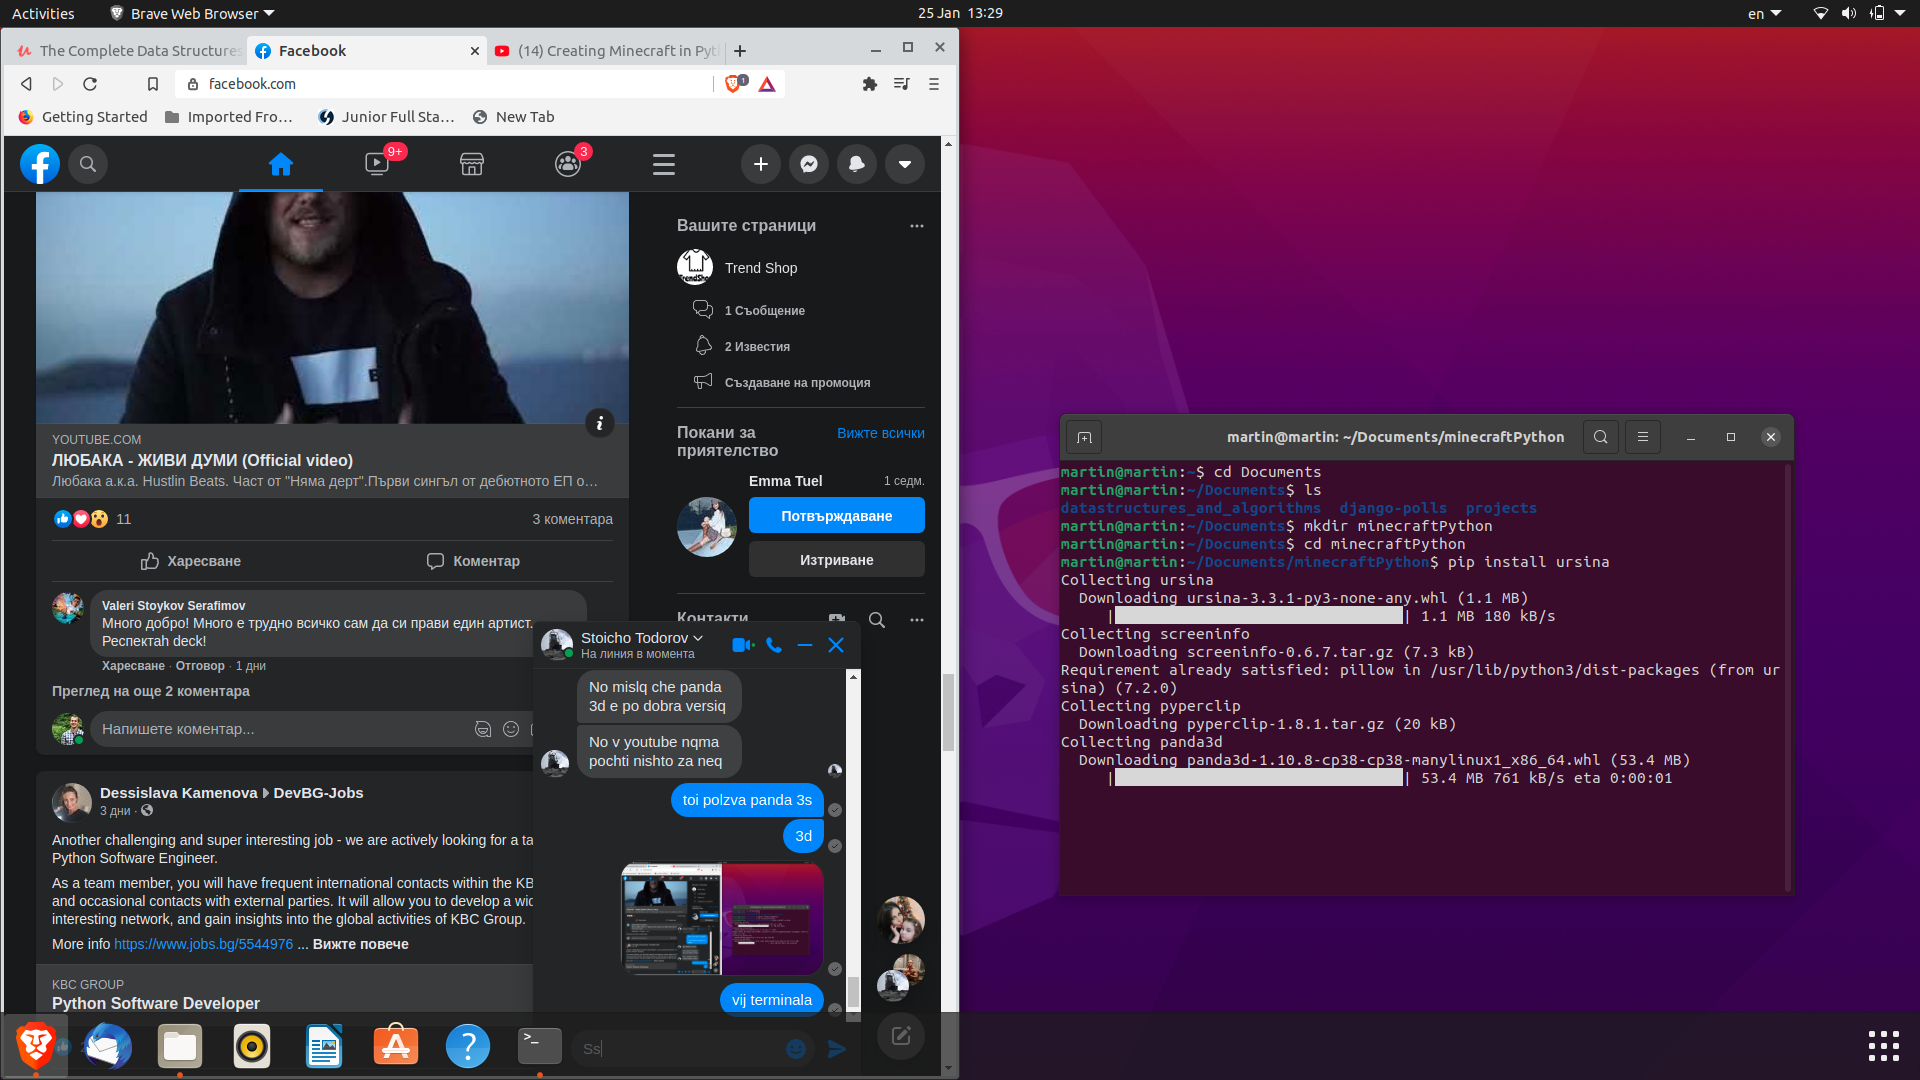 Activities
Brave Web Browser
25 Jan 13:29
en
The Complete Data Structures
Facebook
(14) Creating Minecraft in Pyt
facebook.com
1
Getting Started
Imported Fro…
Junior Full Sta…
New Tab
9+
3
YOUTUBE.COM
ЛЮБАКА - ЖИВИ ДУМИ (Official video)
Любака a.к.a. Hustlin Beats. Част от "Няма дерт".Първи сингъл от дебютното ЕП о…
11
3 коментара
Харесване
Коментар
Valeri Stoykov Serafimov
Много добро! Много е трудно всичко сам да си прави един артист.
Респектаh deck!
Харесване · Отговор · 1 дни
Преглед на още 2 коментара
Напишете коментар...
Dessislava Kamenova
DevBG-Jobs
3 дни ·
Another challenging and super interesting job - we are actively looking for a ta
Python Software Engineer.
As a team member, you will have frequent international contacts within the KB
and occasional contacts with external parties. It will allow you to develop a wid
interesting network, and gain insights into the global activities of KBC Group.
More info https://www.jobs.bg/5544976 ... Вижте повече
KBC GROUP
Python Software Developer
Вашите страници
TrendShop
Trend Shop
1 Съобщение
2 Известия
Създаване на промоция
Покани за
приятелство
Вижте всички
Emma Tuel
1 седм.
Потвърждаване
Изтриване
Контакти
Stoicho Todorov
На линия в момента
No mislq che panda
3d e po dobra versiq
No v youtube nqma
pochti nishto za neq
toi polzva panda 3s
3d
vij terminala
Ss
martin@martin: ~/Documents/minecraftPython
martin@martin:~$ cd Documents
martin@martin:~/Documents$ ls
datastructures_and_algorithms  django-polls  projects
martin@martin:~/Documents$ mkdir minecraftPython
martin@martin:~/Documents$ cd minecraftPython
martin@martin:~/Documents/minecraftPython$ pip install ursina
Collecting ursina
  Downloading ursina-3.3.1-py3-none-any.whl (1.1 MB)
     |████████████████████████████████| 1.1 MB 180 kB/s
Collecting screeninfo
  Downloading screeninfo-0.6.7.tar.gz (7.3 kB)
Requirement already satisfied: pillow in /usr/lib/python3/dist-packages (from ur
sina) (7.2.0)
Collecting pyperclip
  Downloading pyperclip-1.8.1.tar.gz (20 kB)
Collecting panda3d
  Downloading panda3d-1.10.8-cp38-cp38-manylinux1_x86_64.whl (53.4 MB)
     |████████████████████████████████| 53.4 MB 761 kB/s eta 0:00:01